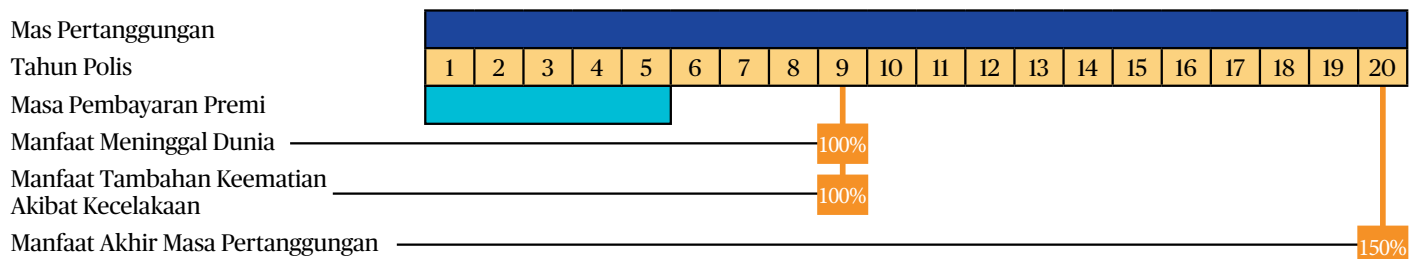 Mas Pertanggungan
Tahun Polis 1 2 3 4 5 6 7 8 9 10 11 12 13 14 15 16 17 18 19 20
Masa Pembayaran Premi
Manfaat Meninggal Dunia 100%
Manfaat Tambahan Keematian
Akibat Kecelakaan 100%
Manfaat Akhir Masa Pertanggungan 150%